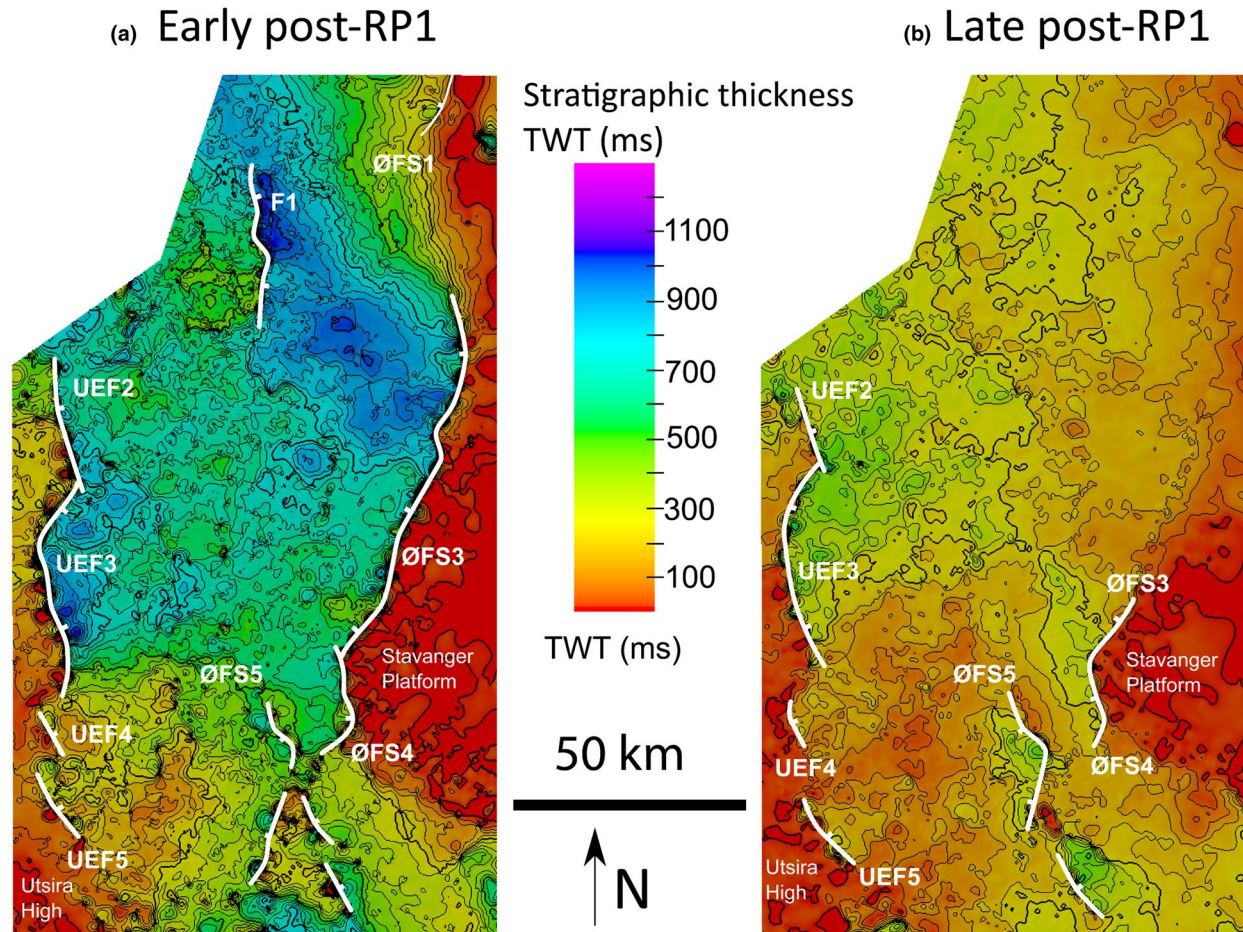 (a) Early post-RP1
(b) Late post-RP1
Stratigraphic thickness
TWT (ms)
1100
900
700
500
300
100
TWT (ms)
50 km
N
ØFS1
F1
UEF2
UEF3
ØFS3
Stavanger
Platform
ØFS5
UEF4
ØFS4
UEF5
Utsira
High
UEF2
UEF3
ØFS3
Stavanger
Platform
ØFS5
UEF4
ØFS4
UEF5
Utsira
High